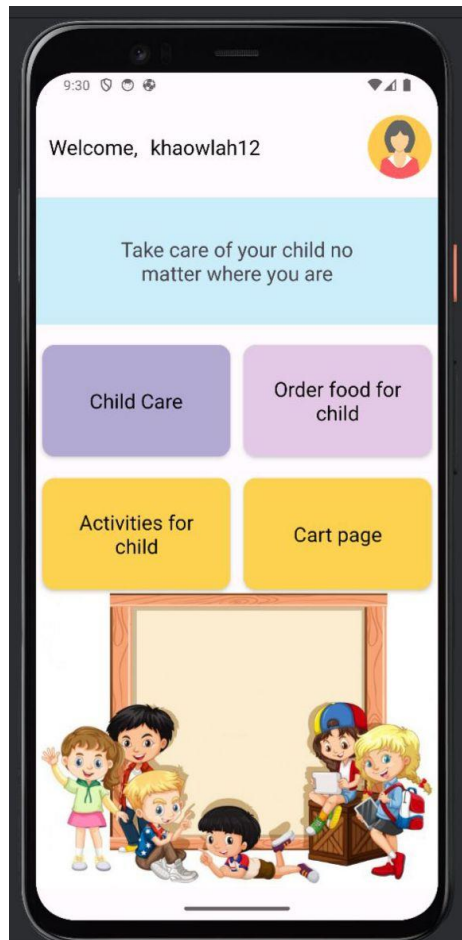 9:30
Welcome, khaowlah12
Take care of your child no
matter where you are
Child Care
Order food for
child
Activities for
child
Cart page